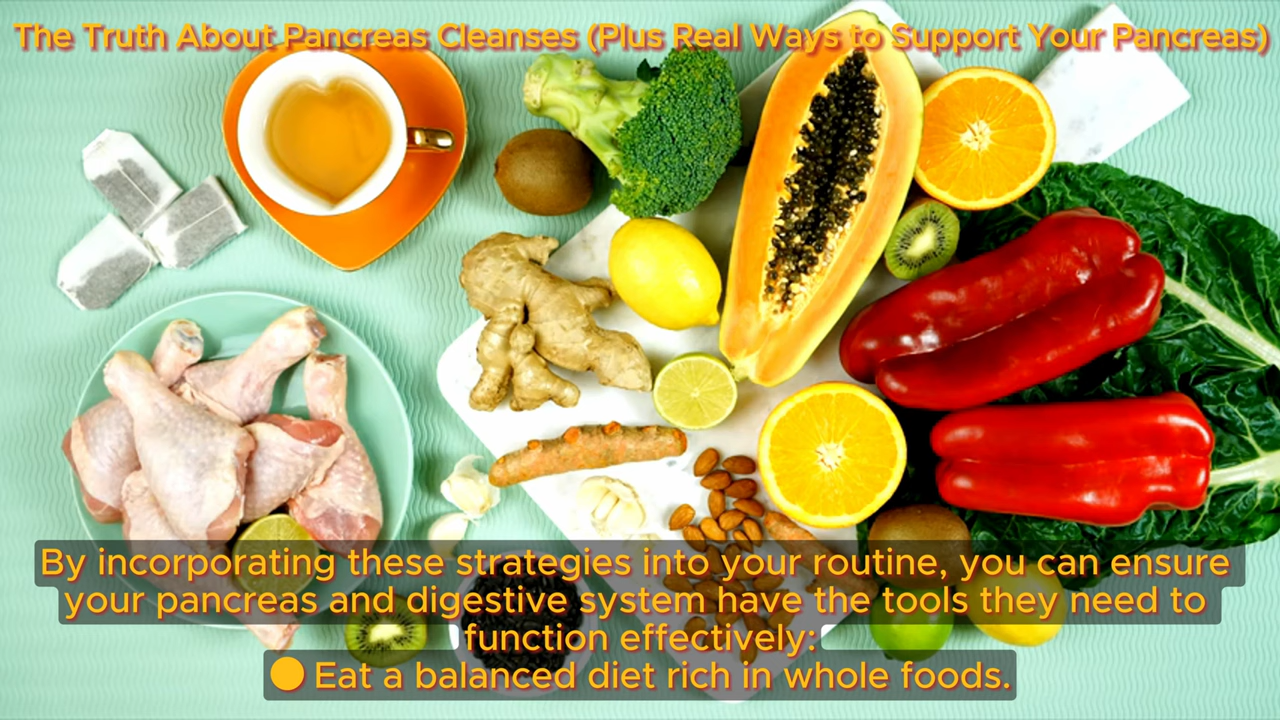 The Truth About Pancreas Cleanses (Plus Real Ways to Support Your Pancreas)
By incorporating these strategies into your routine, you can ensure
your pancreas and digestive system have the tools they need to
function effectively:
● Eat a balanced diet rich in whole foods.